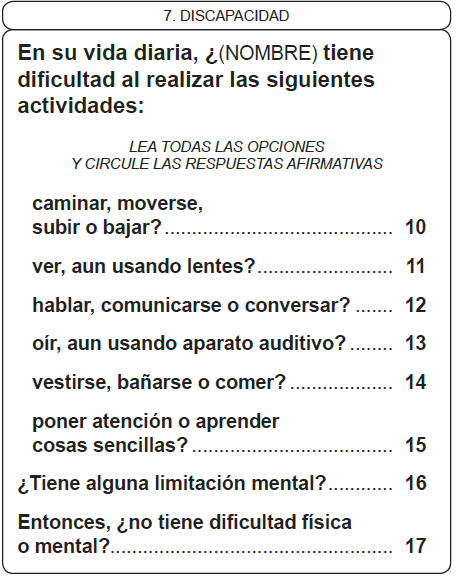 7. DISCAPACIDAD
En su vida diaria, ¿(NOMBRE) tiene
dificultad al realizar las siguientes
actividades:
LEA TODAS LAS OPCIONES
Y CIRCULE LAS RESPUESTAS AFIRMATIVAS
caminar, moverse,
subir o bajar?......................................... 10
ver, aun usando lentes?........................ 11
hablar, comunicarse o conversar? ....... 12
oír, aun usando aparato auditivo? ........ 13
vestirse, bañarse o comer? .................. 14
poner atención o aprender
cosas sencillas? .................................... 15
¿Tiene alguna limitación mental?............ 16
Entonces, ¿no tiene dificultad física
o mental?................................................... 17